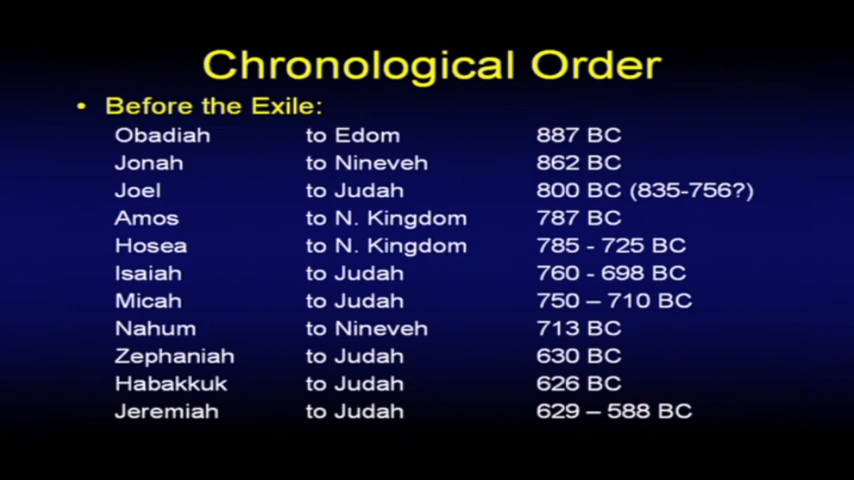 Chronological Order
• Before the Exile:
Obadiah to Edom 887 BC
Jonah to Nineveh 862 BC
Joel to Judah 800 BC (835-756?)
Amos to N. Kingdom 787 BC
Hosea to N. Kingdom 785 - 725 BC
Isaiah to Judah 760 - 698 BC
Micah to Judah 750 – 710 BC
Nahum to Nineveh 713 BC
Zephaniah to Judah 630 BC
Habakkuk to Judah 626 BC
Jeremiah to Judah 629 – 588 BC